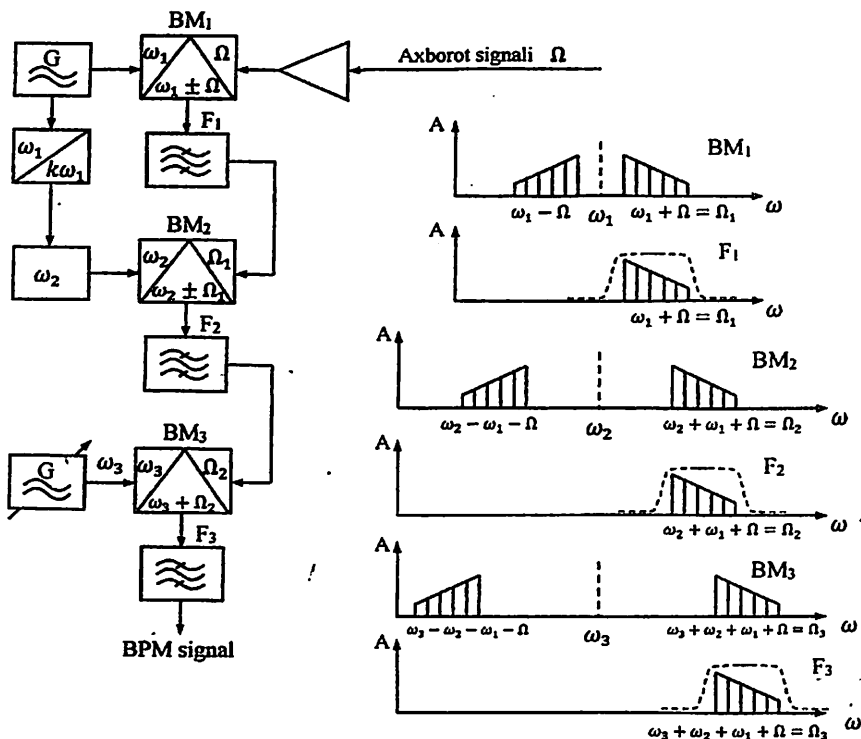 BM₁
G
ω₁
Ω
ω₁ ± Ω
Axborot signali Ω
F₁
ω₁
kω₁
BM₂
ω₂
ω₂
Ω₁
ω₂ ± Ω₁
F₂
BM₃
G
ω₃
ω₃
Ω₂
ω₃ + Ω₂
F₃
BPM signal
A
BM₁
ω₁ − Ω
ω₁
ω₁ + Ω = Ω₁
ω
A
F₁
ω₁ + Ω = Ω₁
ω
A
BM₂
ω₂ − ω₁ − Ω
ω₂
ω₂ + ω₁ + Ω = Ω₂
ω
A
F₂
ω₂ + ω₁ + Ω = Ω₂
ω
A
BM₃
ω₃ − ω₂ − ω₁ − Ω
ω₃
ω₃ + ω₂ + ω₁ + Ω = Ω₃
ω
A
F₃
ω₃ + ω₂ + ω₁ + Ω = Ω₃
ω